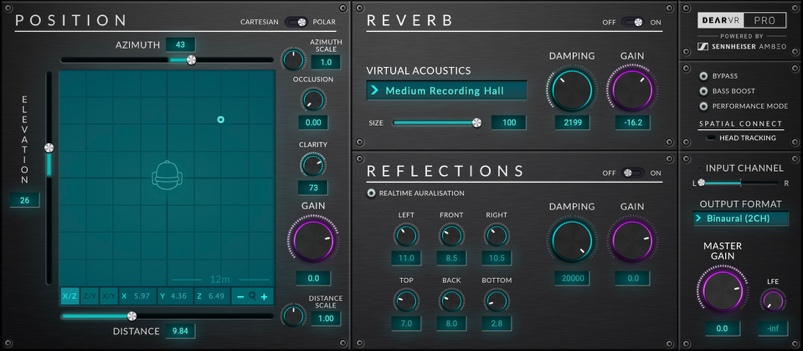 POSITION
CARTESIAN POLAR
AZIMUTH 43
AZIMUTH
SCALE
1.0
OCCLUSION
0.00
CLARITY
73
GAIN
0.0
ELEVATION
26
12m
X/Z Z/Y X/Y X 5.97 Y 4.36 Z 6.49 - +
DISTANCE 9.84
DISTANCE
SCALE
1.00
REVERB
OFF ON
VIRTUAL ACOUSTICS
Medium Recording Hall
SIZE 100
DAMPING
2199
GAIN
-16.2
REFLECTIONS
OFF ON
REALTIME AURALISATION
LEFT FRONT RIGHT
11.0 8.5 10.5
TOP BACK BOTTOM
7.0 8.0 2.8
DAMPING
20000
GAIN
0.0
DEARVR PRO
POWERED BY
SENNHEISER AMBEO
BYPASS
BASS BOOST
PERFORMANCE MODE
SPATIAL CONNECT
HEAD TRACKING
INPUT CHANNEL
L R
OUTPUT FORMAT
Binaural (2CH)
MASTER
GAIN
0.0
LFE
-inf